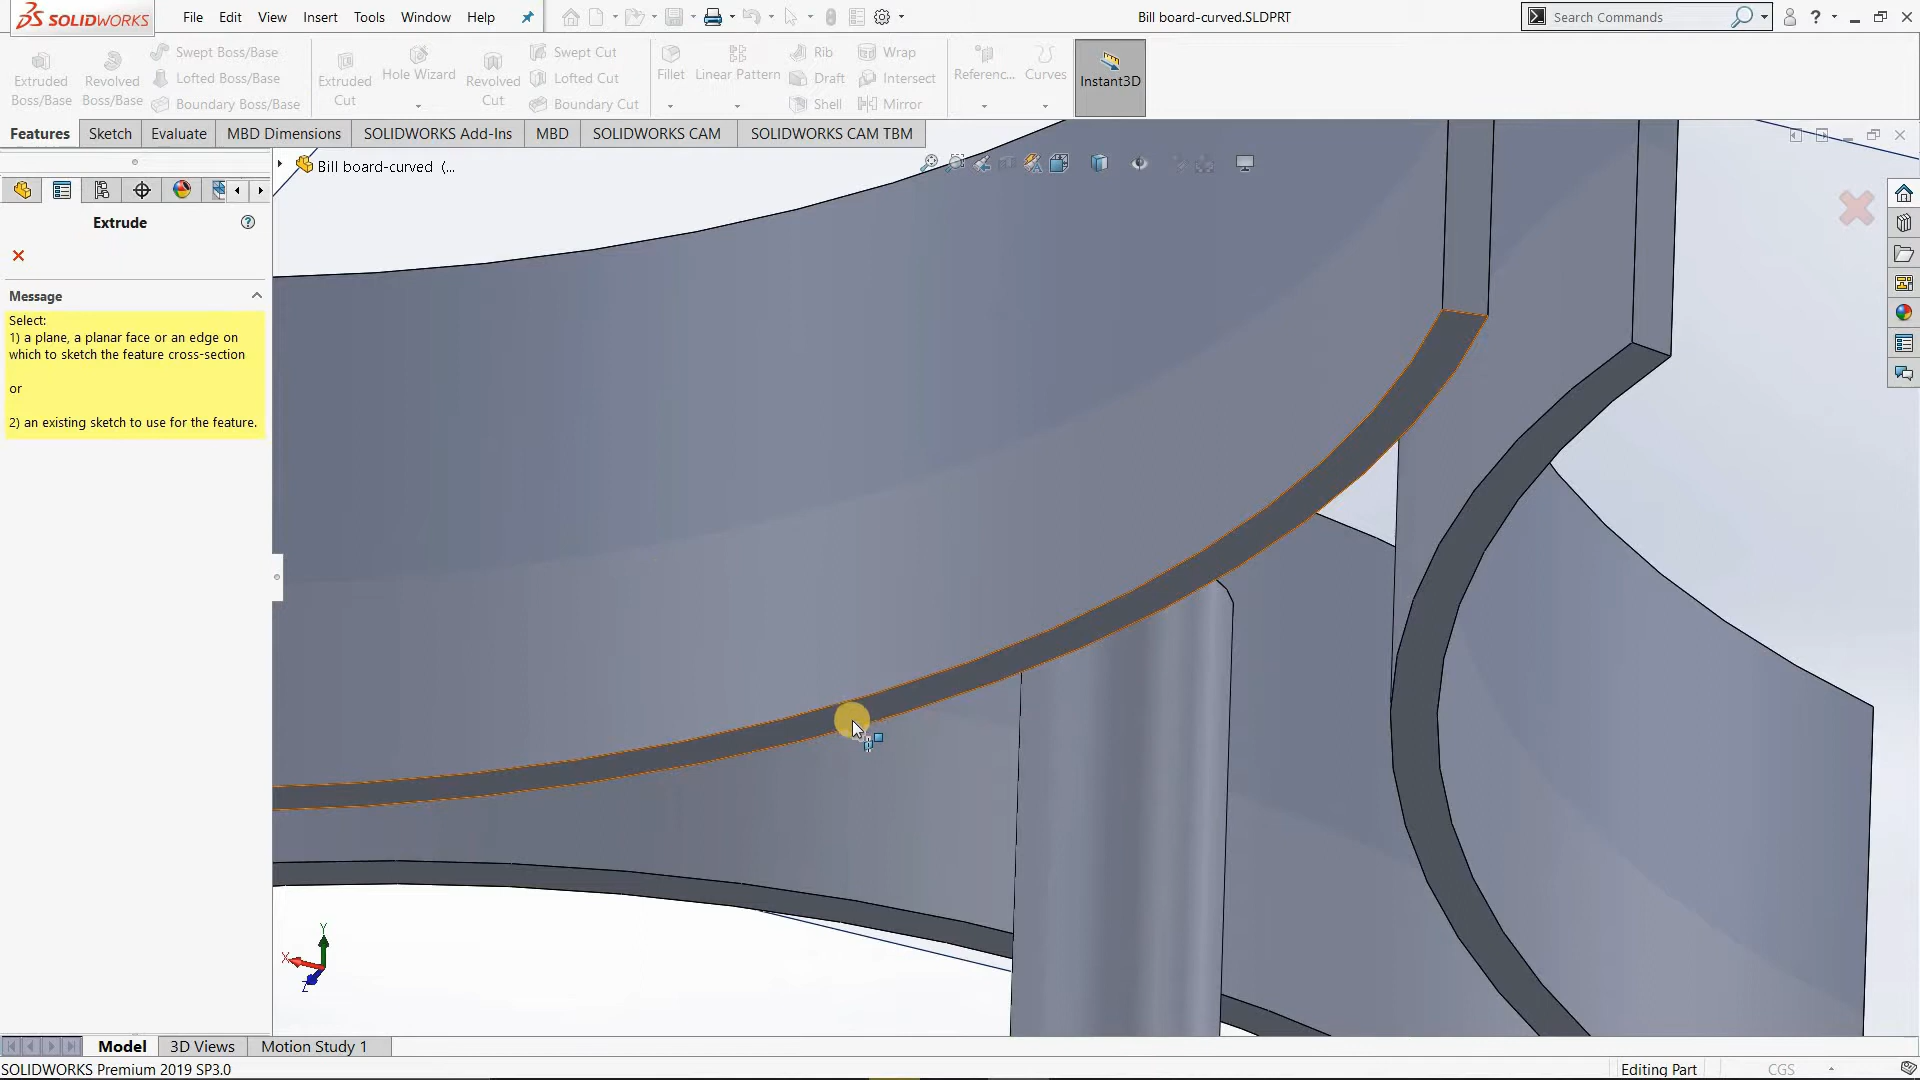 SOLIDWORKS
File Edit View Insert Tools Window Help
Bill board-curved.SLDPRT
Search Commands
Extruded Boss/Base
Revolved Boss/Base
Swept Boss/Base
Lofted Boss/Base
Boundary Boss/Base
Extruded Cut
Hole Wizard
Revolved Cut
Swept Cut
Lofted Cut
Boundary Cut
Fillet
Linear Pattern
Rib
Draft
Shell
Wrap
Intersect
Mirror
Referenc...
Curves
Instant3D
Features Sketch Evaluate MBD Dimensions SOLIDWORKS Add-Ins MBD SOLIDWORKS CAM SOLIDWORKS CAM TBM
Bill board-curved (...
Extrude
Message
Select:
1) a plane, a planar face or an edge on
which to sketch the feature cross-section
or
2) an existing sketch to use for the feature.
Y
X
Z
Model 3D Views Motion Study 1
SOLIDWORKS Premium 2019 SP3.0
Editing Part
CGS